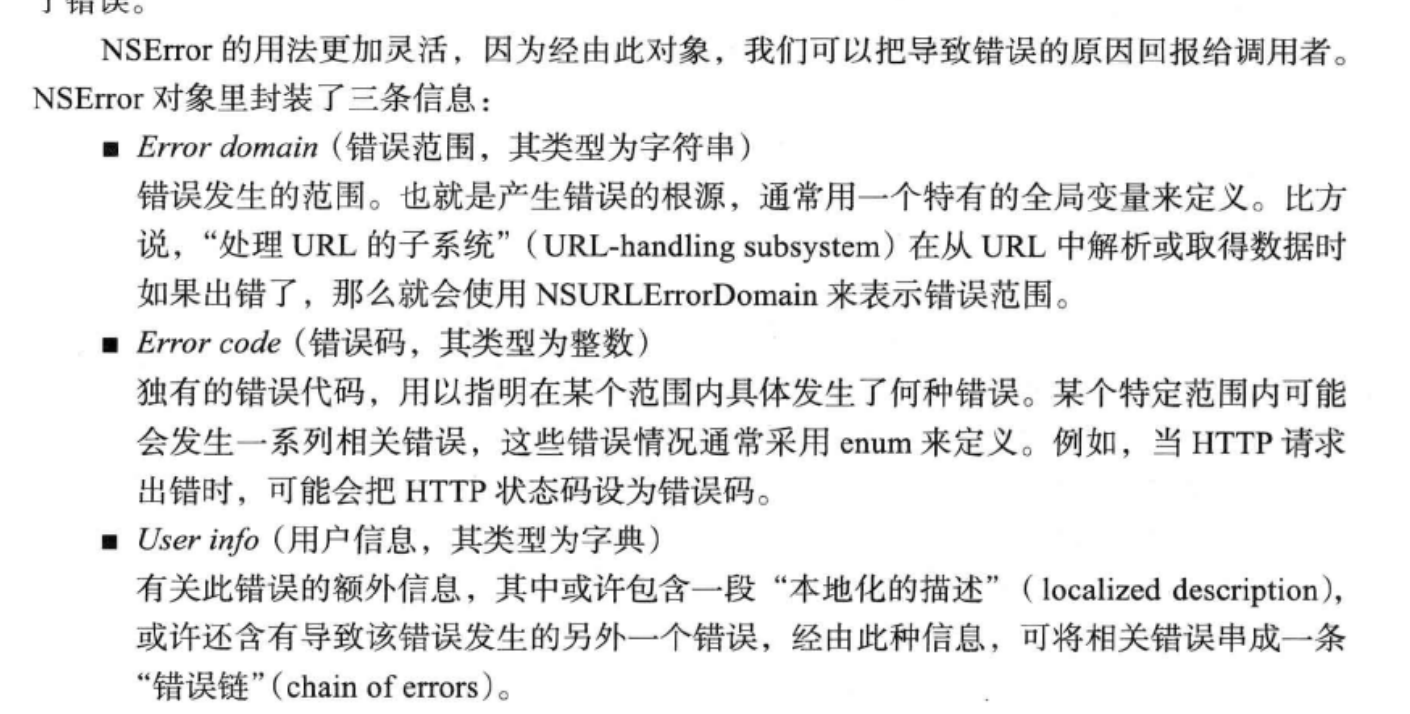 了错误。
NSError 的用法更加灵活，因为经由此对象，我们可以把导致错误的原因回报给调用者。
NSError 对象里封装了三条信息：
■ Error domain（错误范围，其类型为字符串）
错误发生的范围。也就是产生错误的根源，通常用一个特有的全局变量来定义。比方
说，“处理 URL 的子系统”（URL-handling subsystem）在从 URL 中解析或取得数据时
如果出错了，那么就会使用 NSURLErrorDomain 来表示错误范围。
■ Error code（错误码，其类型为整数）
独有的错误代码，用以指明在某个范围内具体发生了何种错误。某个特定范围内可能
会发生一系列相关错误，这些错误情况通常采用 enum 来定义。例如，当 HTTP 请求
出错时，可能会把 HTTP 状态码设为错误码。
■ User info（用户信息，其类型为字典）
有关此错误的额外信息，其中或许包含一段“本地化的描述”（localized description），
或许还含有导致该错误发生的另外一个错误，经由此种信息，可将相关错误串成一条
“错误链”（chain of errors）。